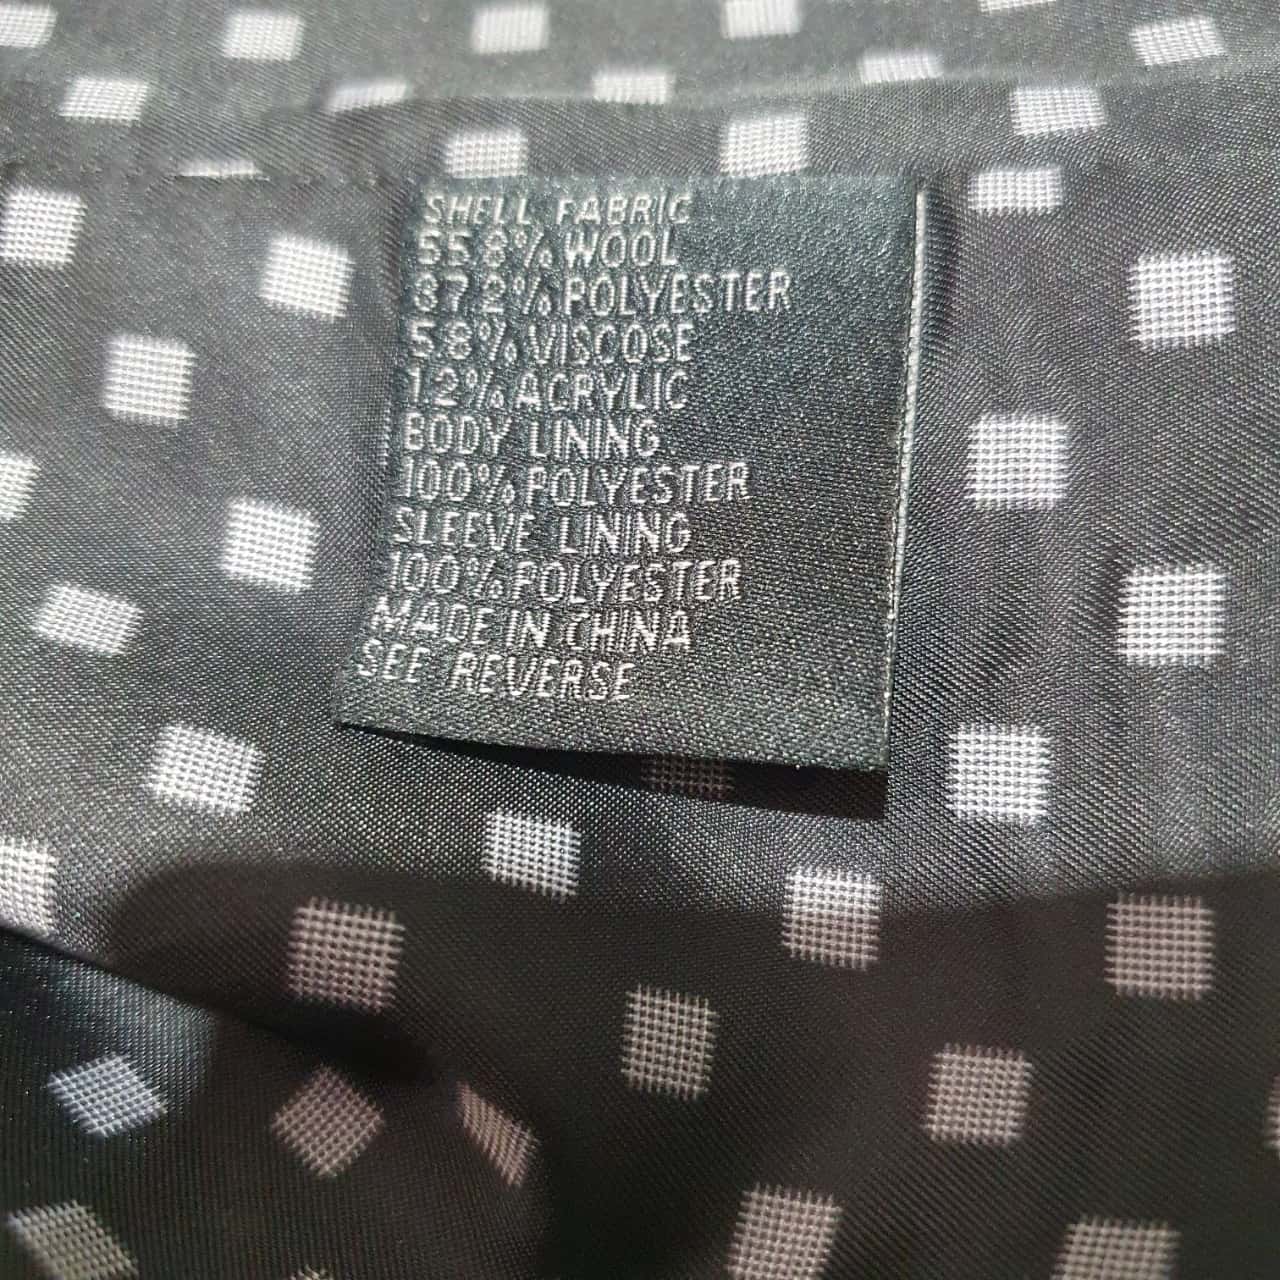 SHELL FABRIC
55.8% WOOL
37.2% POLYESTER
5.8% VISCOSE
1.2% ACRYLIC
BODY LINING
100% POLYESTER
SLEEVE LINING
100% POLYESTER
MADE IN CHINA
SEE REVERSE